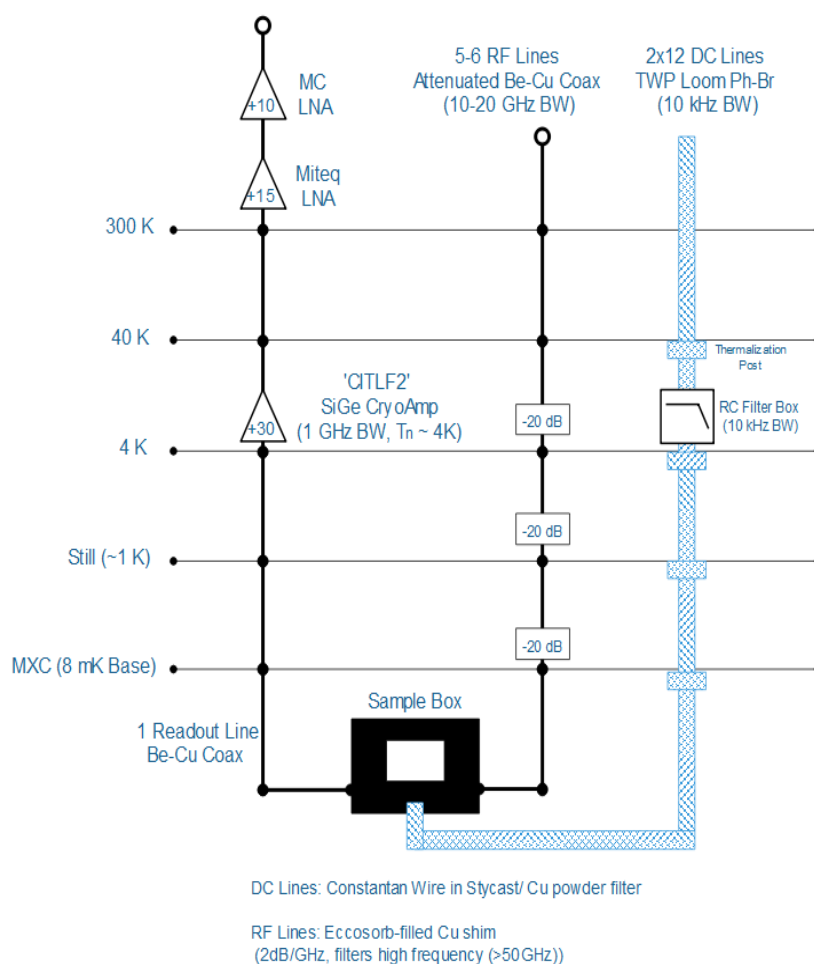 MC
LNA
+10
Miteq
LNA
+15
5-6 RF Lines
Attenuated Be-Cu Coax
(10-20 GHz BW)
2x12 DC Lines
TWP Loom Ph-Br
(10 kHz BW)
300 K
40 K
Thermalization
Post
'CITLF2'
SiGe CryoAmp
(1 GHz BW, Tn ~ 4K)
+30
-20 dB
RC Filter Box
(10 kHz BW)
4 K
-20 dB
Still (~1 K)
-20 dB
MXC (8 mK Base)
Sample Box
1 Readout Line
Be-Cu Coax
DC Lines: Constantan Wire in Stycast/ Cu powder filter
RF Lines: Eccosorb-filled Cu shim
(2dB/GHz, filters high frequency (>50GHz))